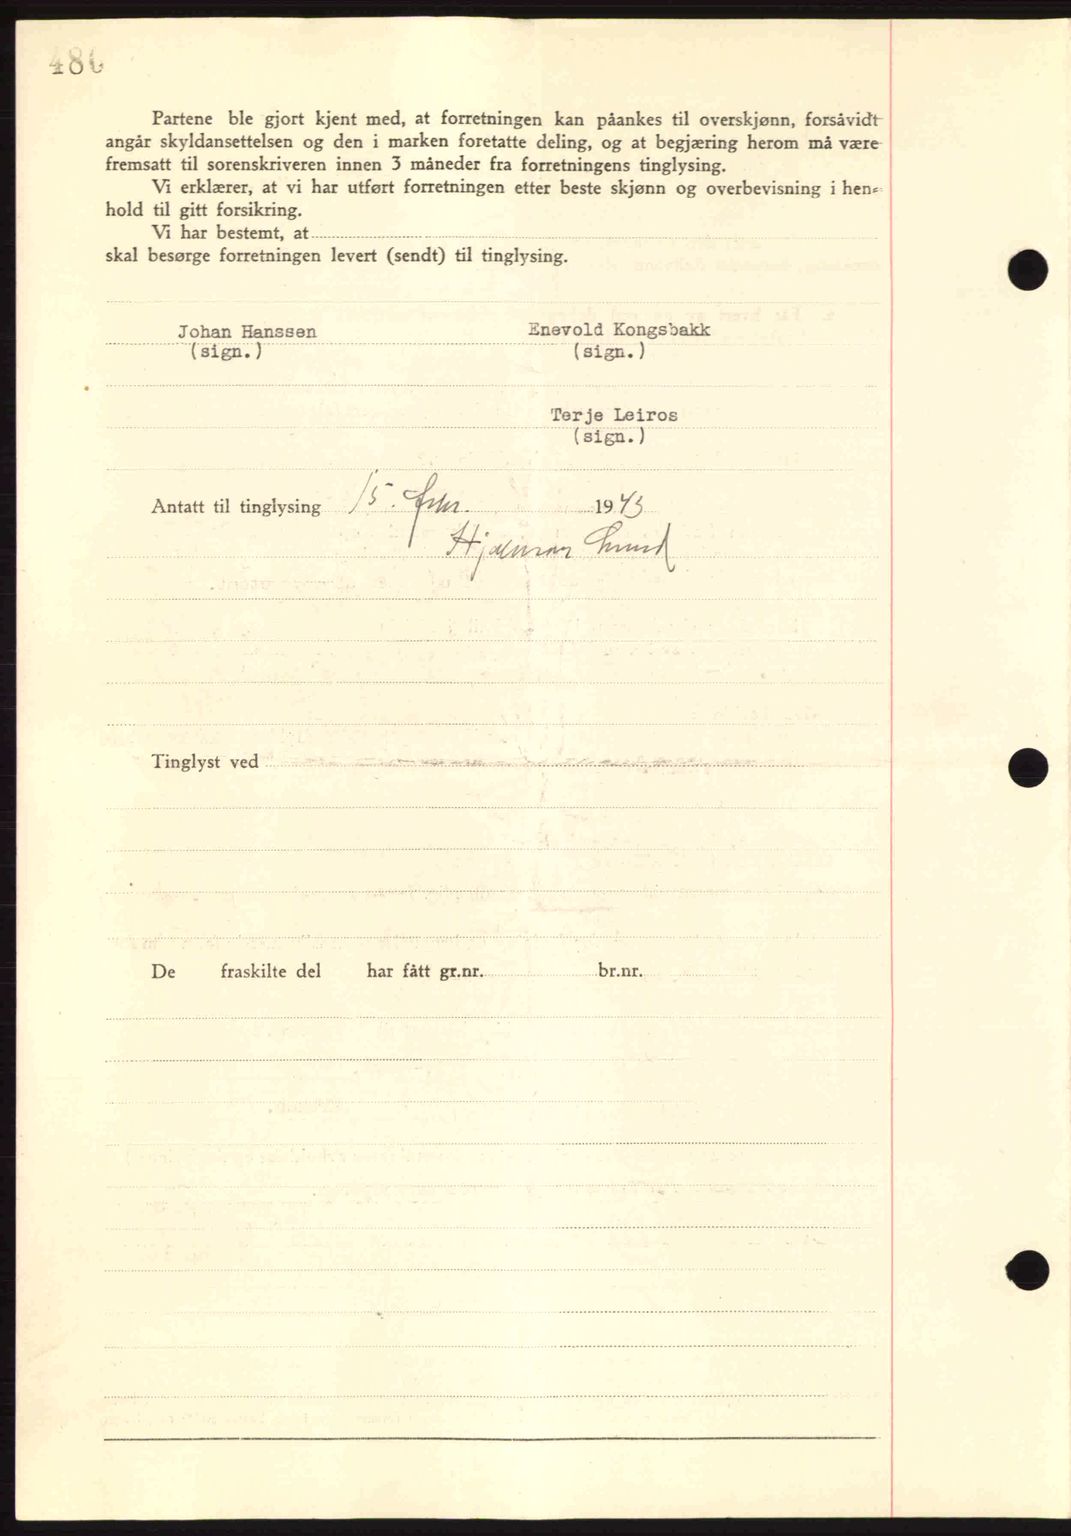 486
Partene ble gjort kjent med, at forretningen kan påankes til overskjønn, forsåvidt
angår skyldansettelsen og den i marken foretatte deling, og at begjæring herom må være
fremsatt til sorenskriveren innen 3 måneder fra forretningens tinglysing.
Vi erklærer, at vi har utført forretningen etter beste skjønn og overbevisning i hen-
hold til gitt forsikring.
Vi har bestemt, at
skal besørge forretningen levert (sendt) til tinglysing.
Johan Hanssen Enevold Kongsbakk
(sign.) (sign.)
Terje Leiros
(sign.)
Antatt til tinglysing 15. febr. 1943
Hjalmar Lund
Tinglyst ved
De fraskilte del har fått gr.nr. br.nr.